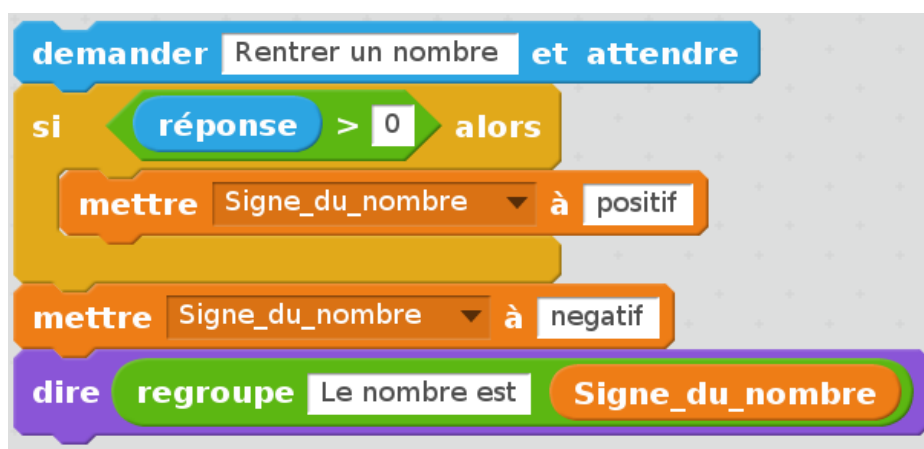 demander Rentrer un nombre et attendre
si réponse > 0 alors
mettre Signe_du_nombre à positif
mettre Signe_du_nombre à negatif
dire regroupe Le nombre est Signe_du_nombre